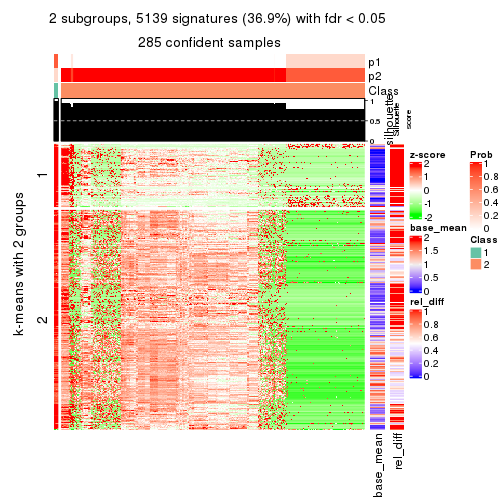 2 subgroups, 5139 signatures (36.9%) with fdr < 0.05
285 confident samples
p1
p2
Class
1
0.5
0
silhouette
Silhouette
score
k-means with 2 groups
1
2
base_mean
rel_diff
z-score
2
1
0
-1
-2
base_mean
2
1.5
1
0.5
0
rel_diff
1
0.8
0.6
0.4
0.2
0
Prob
1
0.8
0.6
0.4
0.2
0
Class
1
2